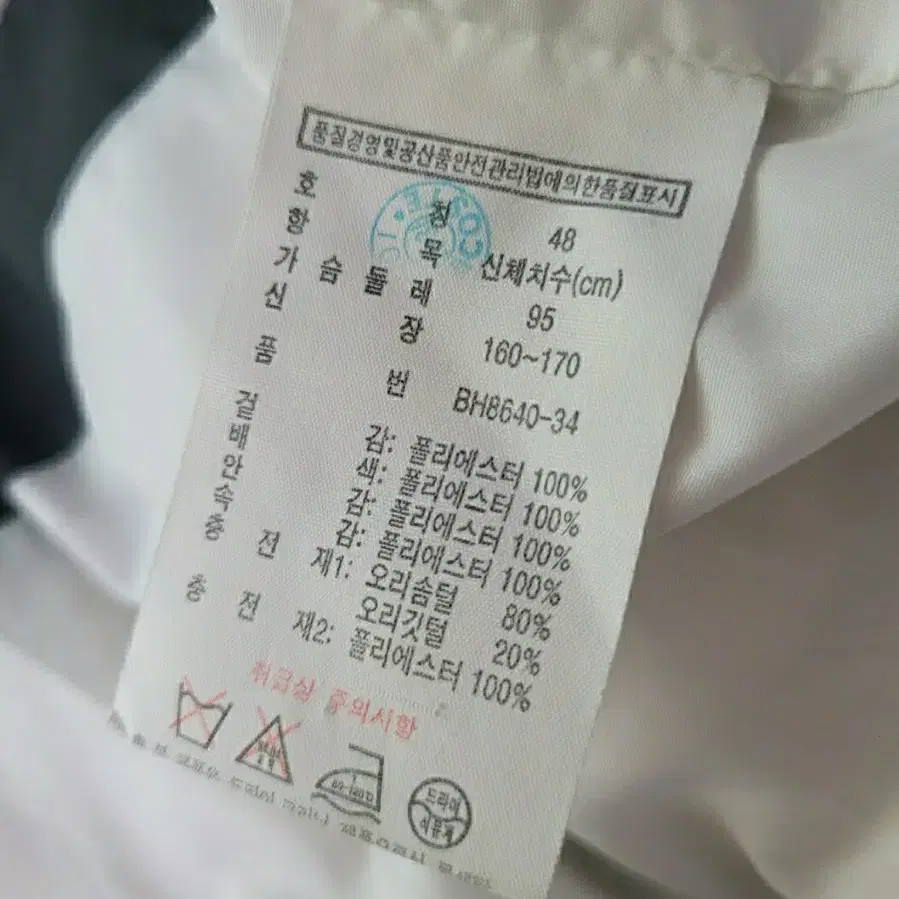 품질경영및공산품안전관리법에의한품질표시
호 칭 48
항 목 신체치수(cm)
가 슴 둘 레 95
신 장 160~170
품 번 BH8640-34
겉 감: 폴리에스터 100%
배 색: 폴리에스터 100%
안 감: 폴리에스터 100%
속 감: 폴리에스터 100%
충 전 재1: 오리솜털 80%
오리깃털 20%
충 전 재2: 폴리에스터 100%
취급상 주의사항
드라이
석유계